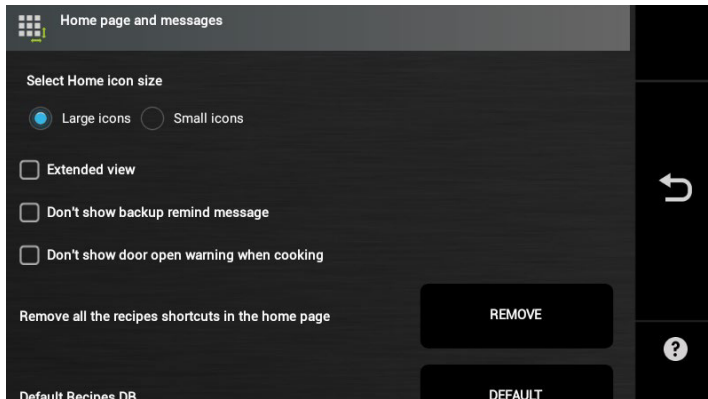 Home page and messages
Select Home icon size
Large icons Small icons
Extended view
Don't show backup remind message
Don't show door open warning when cooking
Remove all the recipes shortcuts in the home page REMOVE
?
Default Recipes DB DEFAULT